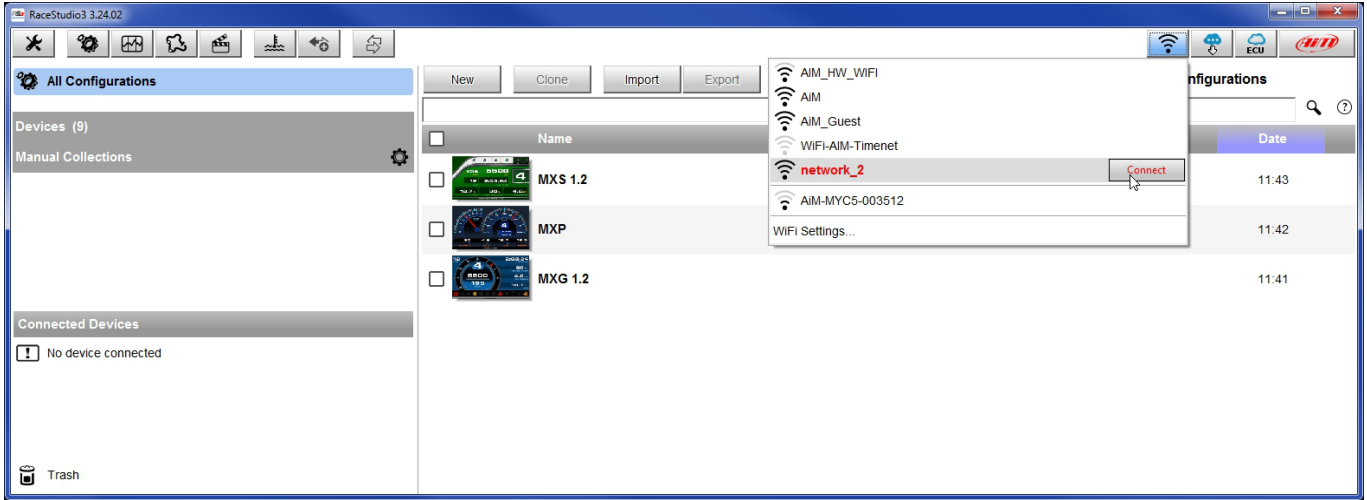 RaceStudio3 3.24.02
ECU
AiM
All Configurations
New Clone Import Export
nfigurations
Devices (9)
Manual Collections
Name
Date
AiM_HW_WIFI
AiM
AiM_Guest
WiFi-AIM-Timenet
network_2 Connect
AiM-MYC5-003512
WiFi Settings...
MXS 1.2
11:43
MXP
11:42
MXG 1.2
11:41
Connected Devices
No device connected
Trash